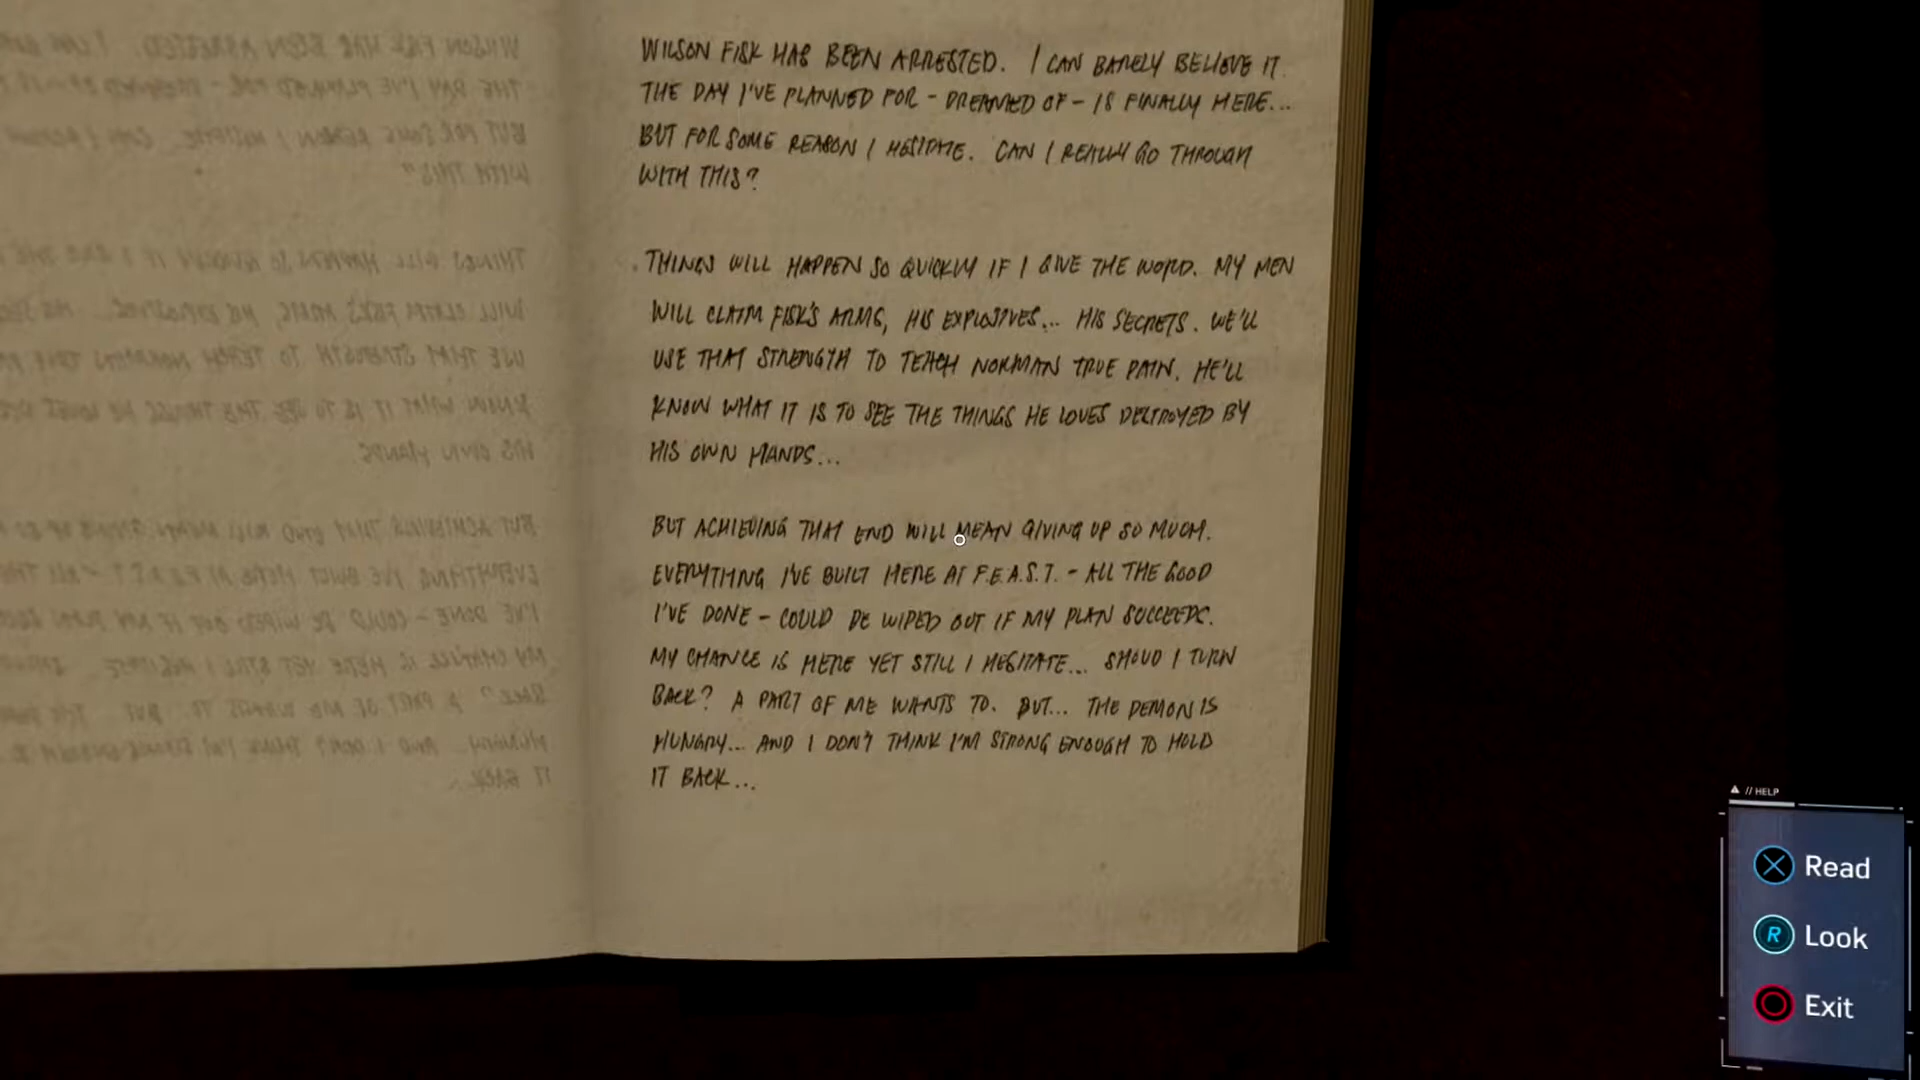 WILSON FISK HAS BEEN ARRESTED. I CAN BARELY BELIEVE IT.
THE DAY I'VE PLANNED FOR - DREAMED OF - IS FINALLY HERE...
BUT FOR SOME REASON I HESITATE. CAN I REALLY GO THROUGH
WITH THIS?
THINGS WILL HAPPEN SO QUICKLY IF I GIVE THE WORD. MY MEN
WILL CLAIM FISK'S ARMS, HIS EXPLOSIVES... HIS SECRETS. WE'LL
USE THAT STRENGTH TO TEACH NORMAN TRUE PAIN. HE'LL
KNOW WHAT IT IS TO SEE THE THINGS HE LOVES DESTROYED BY
HIS OWN HANDS...
BUT ACHIEVING THAT END WILL MEAN GIVING UP SO MUCH.
EVERYTHING I'VE BUILT HERE AT F.E.A.S.T. - ALL THE GOOD
I'VE DONE - COULD BE WIPED OUT IF MY PLAN SUCCEEDS.
MY CHANCE IS HERE YET STILL I HESITATE... SHOUD I TURN
BACK? A PART OF ME WANTS TO. BUT... THE DEMON IS
HUNGRY... AND I DON'T THINK I'M STRONG ENOUGH TO HOLD
IT BACK...
// HELP
Read
R Look
Exit